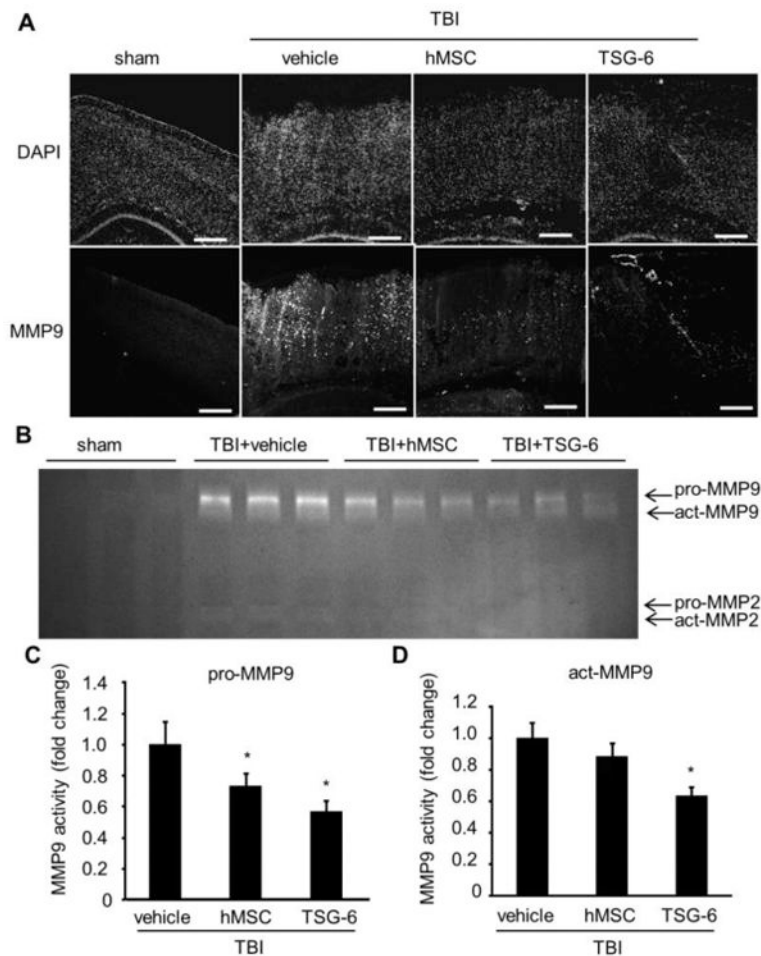 A
TBI
sham vehicle hMSC TSG-6
DAPI
MMP9
B
sham TBI+vehicle TBI+hMSC TBI+TSG-6
pro-MMP9
act-MMP9
pro-MMP2
act-MMP2
C
pro-MMP9
MMP9 activity (fold change)
1.4
1.2
1.0
0.8
0.6
0.4
0.2
0
* *
vehicle hMSC TSG-6
TBI
D
act-MMP9
MMP9 activity (fold change)
1.2
1.0
0.8
0.6
0.4
0.2
0
*
vehicle hMSC TSG-6
TBI